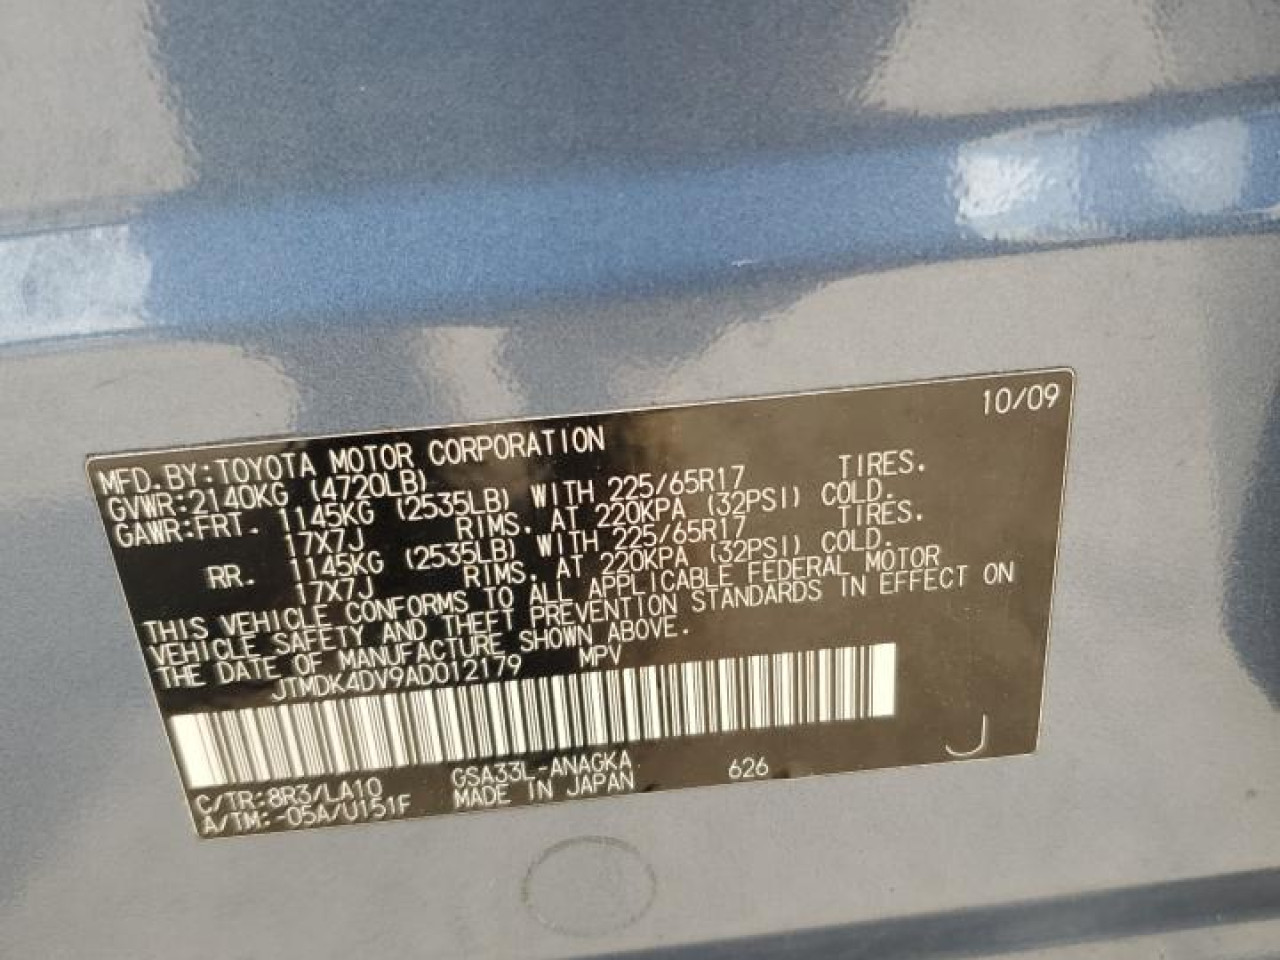 10/09
MFD.BY:TOYOTA MOTOR CORPORATION
GVWR:2140KG (4720LB)
GAWR:FRT. 1145KG (2535LB) WITH 225/65R17 TIRES.
17X7J RIMS. AT 220KPA (32PSI) COLD.
RR. 1145KG (2535LB) WITH 225/65R17 TIRES.
17X7J RIMS. AT 220KPA (32PSI) COLD.
THIS VEHICLE CONFORMS TO ALL APPLICABLE FEDERAL MOTOR
VEHICLE SAFETY AND THEFT PREVENTION STANDARDS IN EFFECT ON
THE DATE OF MANUFACTURE SHOWN ABOVE.
JTMDK4DV9AD012179 MPV
C/TR:8R3/LA10 GSA33L-ANAGKA 626
A/TM:-05A/U151F MADE IN JAPAN
J